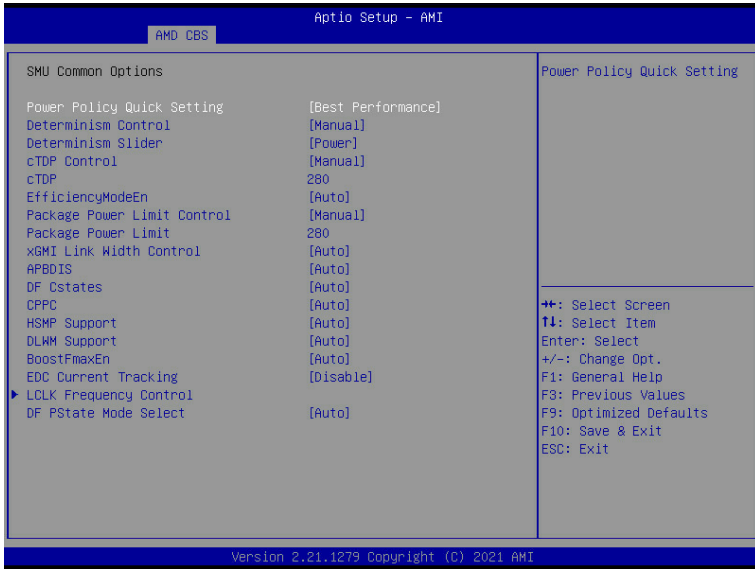 Aptio Setup – AMI
AMD CBS
SMU Common Options
Power Policy Quick Setting [Best Performance]
Determinism Control [Manual]
Determinism Slider [Power]
cTDP Control [Manual]
cTDP 280
EfficiencyModeEn [Auto]
Package Power Limit Control [Manual]
Package Power Limit 280
xGMI Link Width Control [Auto]
APBDIS [Auto]
DF Cstates [Auto]
CPPC [Auto]
HSMP Support [Auto]
DLWM Support [Auto]
BoostFmaxEn [Auto]
EDC Current Tracking [Disable]
LCLK Frequency Control
DF PState Mode Select [Auto]
Power Policy Quick Setting
→←: Select Screen
↑↓: Select Item
Enter: Select
+/-: Change Opt.
F1: General Help
F3: Previous Values
F9: Optimized Defaults
F10: Save & Exit
ESC: Exit
Version 2.21.1279 Copyright (C) 2021 AMI